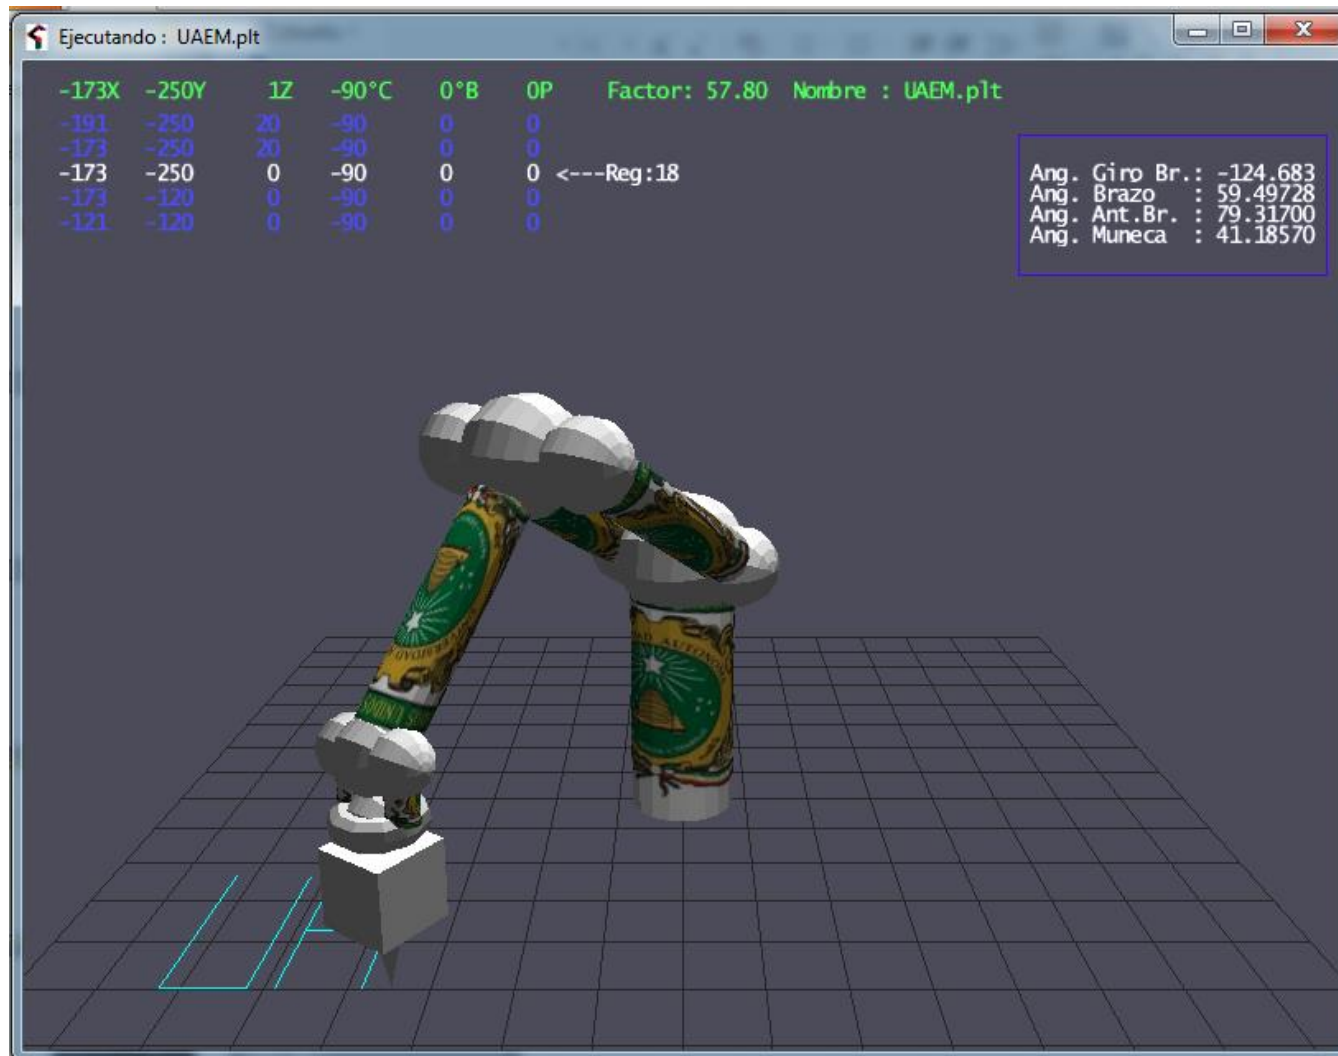 Ejecutando : UAEM.plt
-173X -250Y 1Z -90°C 0°B 0P Factor: 57.80 Nombre : UAEM.plt
-191 -250 20 -90 0 0
-173 -250 20 -90 0 0
-173 -250 0 -90 0 0 <---Reg:18
-173 -120 0 -90 0 0
-121 -120 0 -90 0 0
Ang. Giro Br.: -124.683
Ang. Brazo : 59.49728
Ang. Ant.Br. : 79.31700
Ang. Muneca : 41.18570